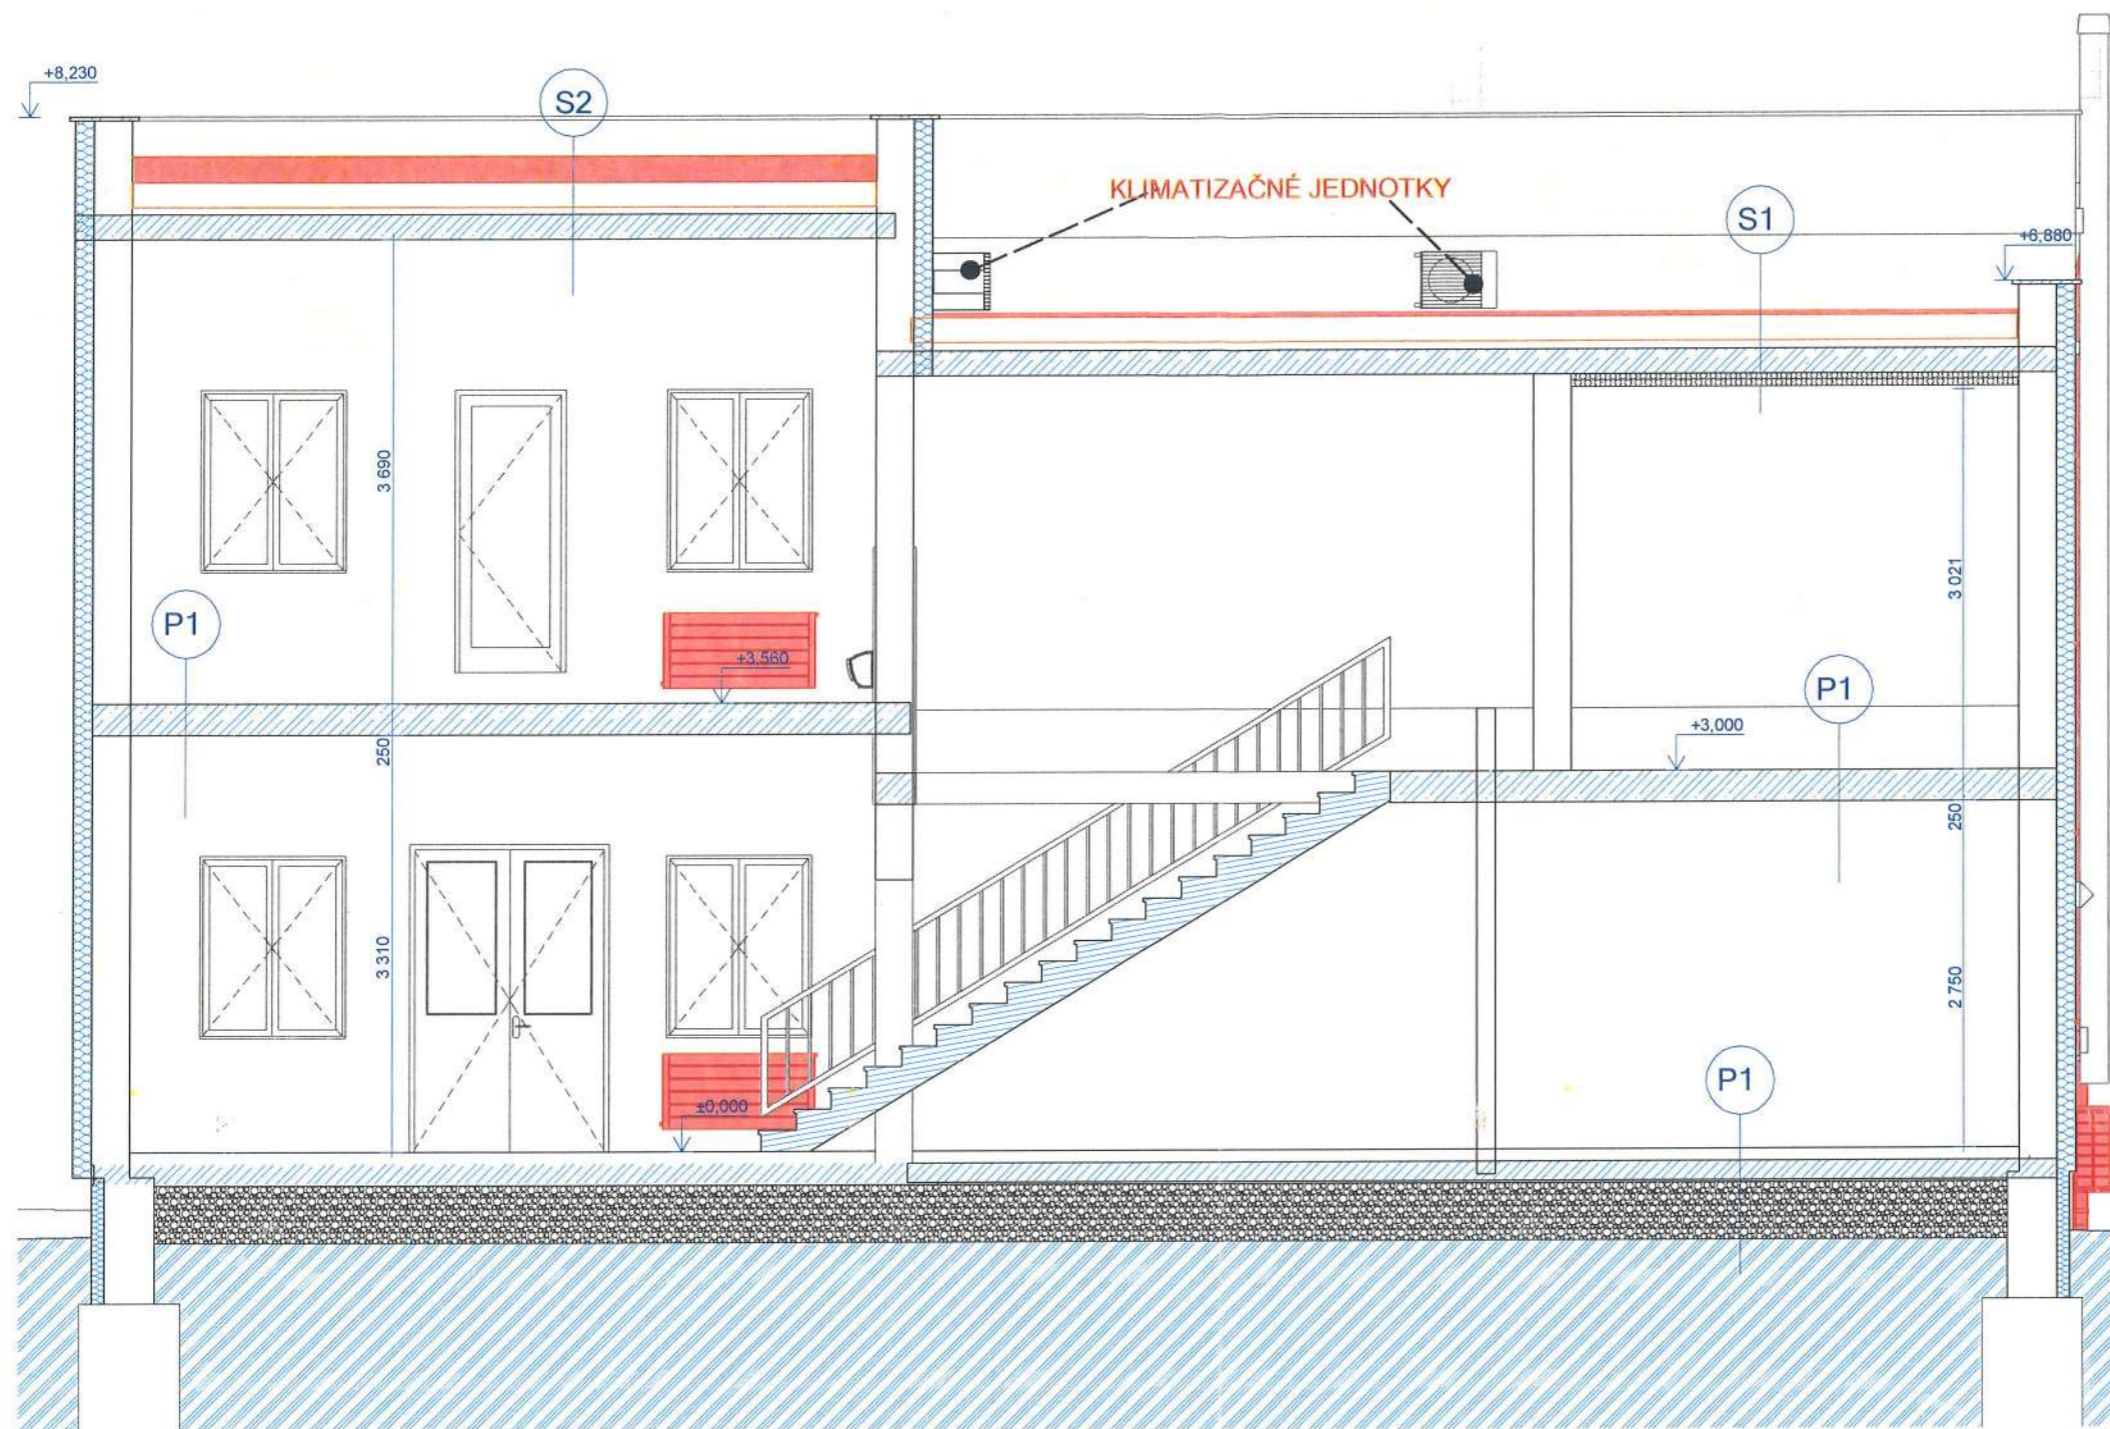 +8,230
S2
KLIMATIZAČNÉ JEDNOTKY
S1
+6,880
3 690
3 021
P1
+3,560
P1
+3,000
250
250
3 310
2 750
P1
±0,000